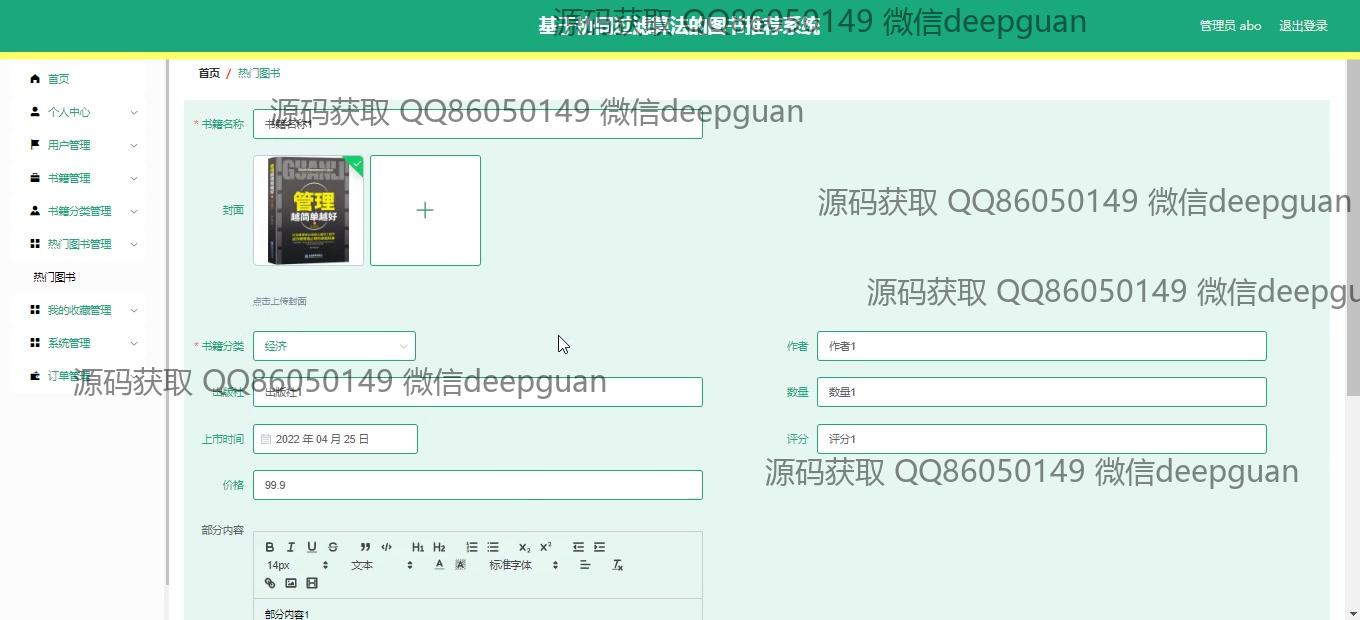 基于协同过滤算法的图书推荐系统
源码获取 QQ86050149 微信deepguan
管理员 abo 退出登录
首页
个人中心
用户管理
书籍管理
书籍分类管理
热门图书管理
热门图书
我的收藏管理
系统管理
订单管理
首页 / 热门图书
源码获取 QQ86050149 微信deepguan
* 书籍名称 书籍名称1
源码获取 QQ86050149 微信deepguan
封面
GUANLI
管理
越简单越好
点击上传封面
源码获取 QQ86050149 微信deepgu
* 书籍分类 经济
作者 作者1
源码获取 QQ86050149 微信deepguan
出版社 出版社1
数量 数量1
上市时间 2022 年 04 月 25 日
评分 评分1
源码获取 QQ86050149 微信deepguan
价格 99.9
部分内容
B I U S ” </> H1 H2 X2 X2
14px 文本 A A 标准字体 Tx
部分内容1